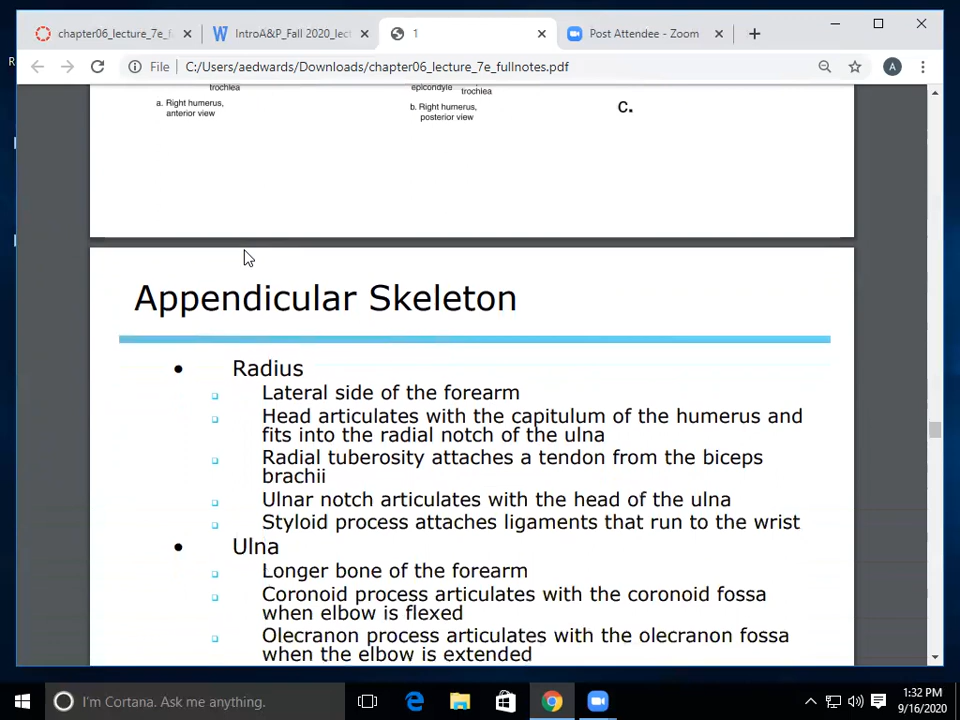 chapter06_lecture_7e_f
IntroA&P_Fall 2020_lect
1
Post Attendee - Zoom
File
C:/Users/aedwards/Downloads/chapter06_lecture_7e_fullnotes.pdf
A
trochlea
epicondyle
trochlea
a. Right humerus,
anterior view
b. Right humerus,
posterior view
C.
Appendicular Skeleton
• Radius
Lateral side of the forearm
Head articulates with the capitulum of the humerus and
fits into the radial notch of the ulna
Radial tuberosity attaches a tendon from the biceps
brachii
Ulnar notch articulates with the head of the ulna
Styloid process attaches ligaments that run to the wrist
• Ulna
Longer bone of the forearm
Coronoid process articulates with the coronoid fossa
when elbow is flexed
Olecranon process articulates with the olecranon fossa
when the elbow is extended
I'm Cortana. Ask me anything.
1:32 PM
9/16/2020